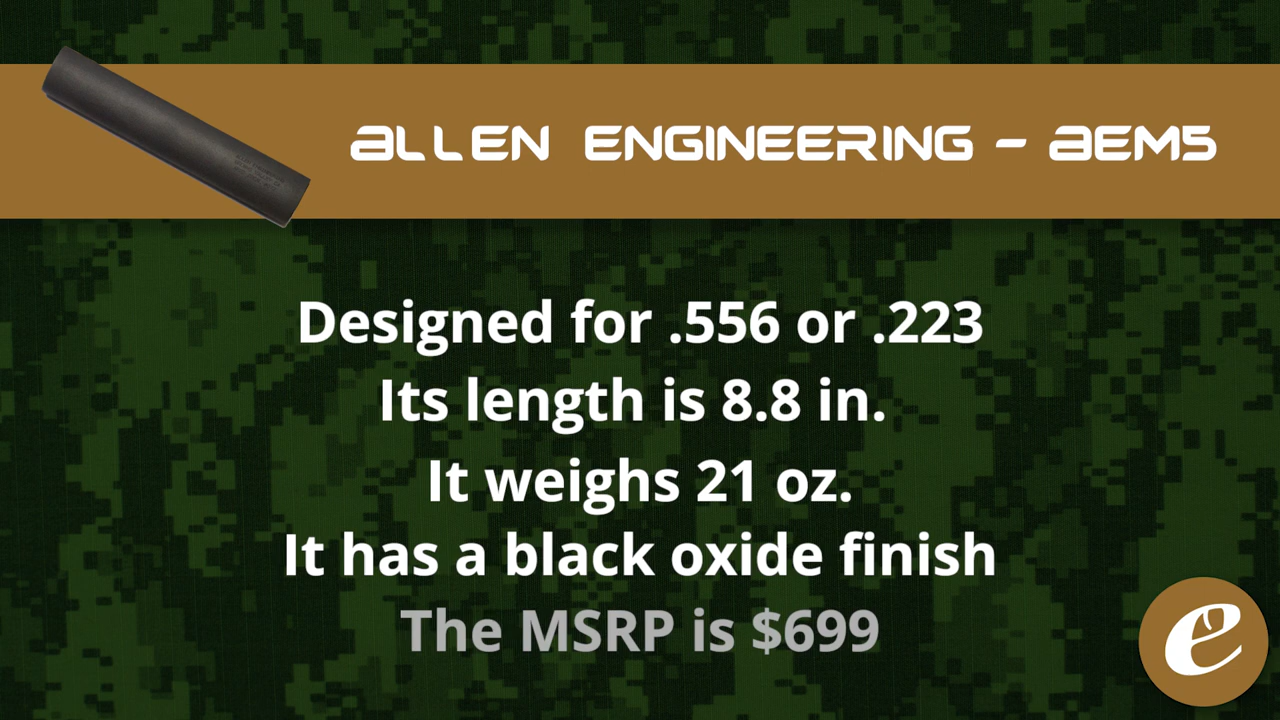 ALLEN ENGINEERING - AEM5
Designed for .556 or .223
Its length is 8.8 in.
It weighs 21 oz.
It has a black oxide finish
The MSRP is $699
e